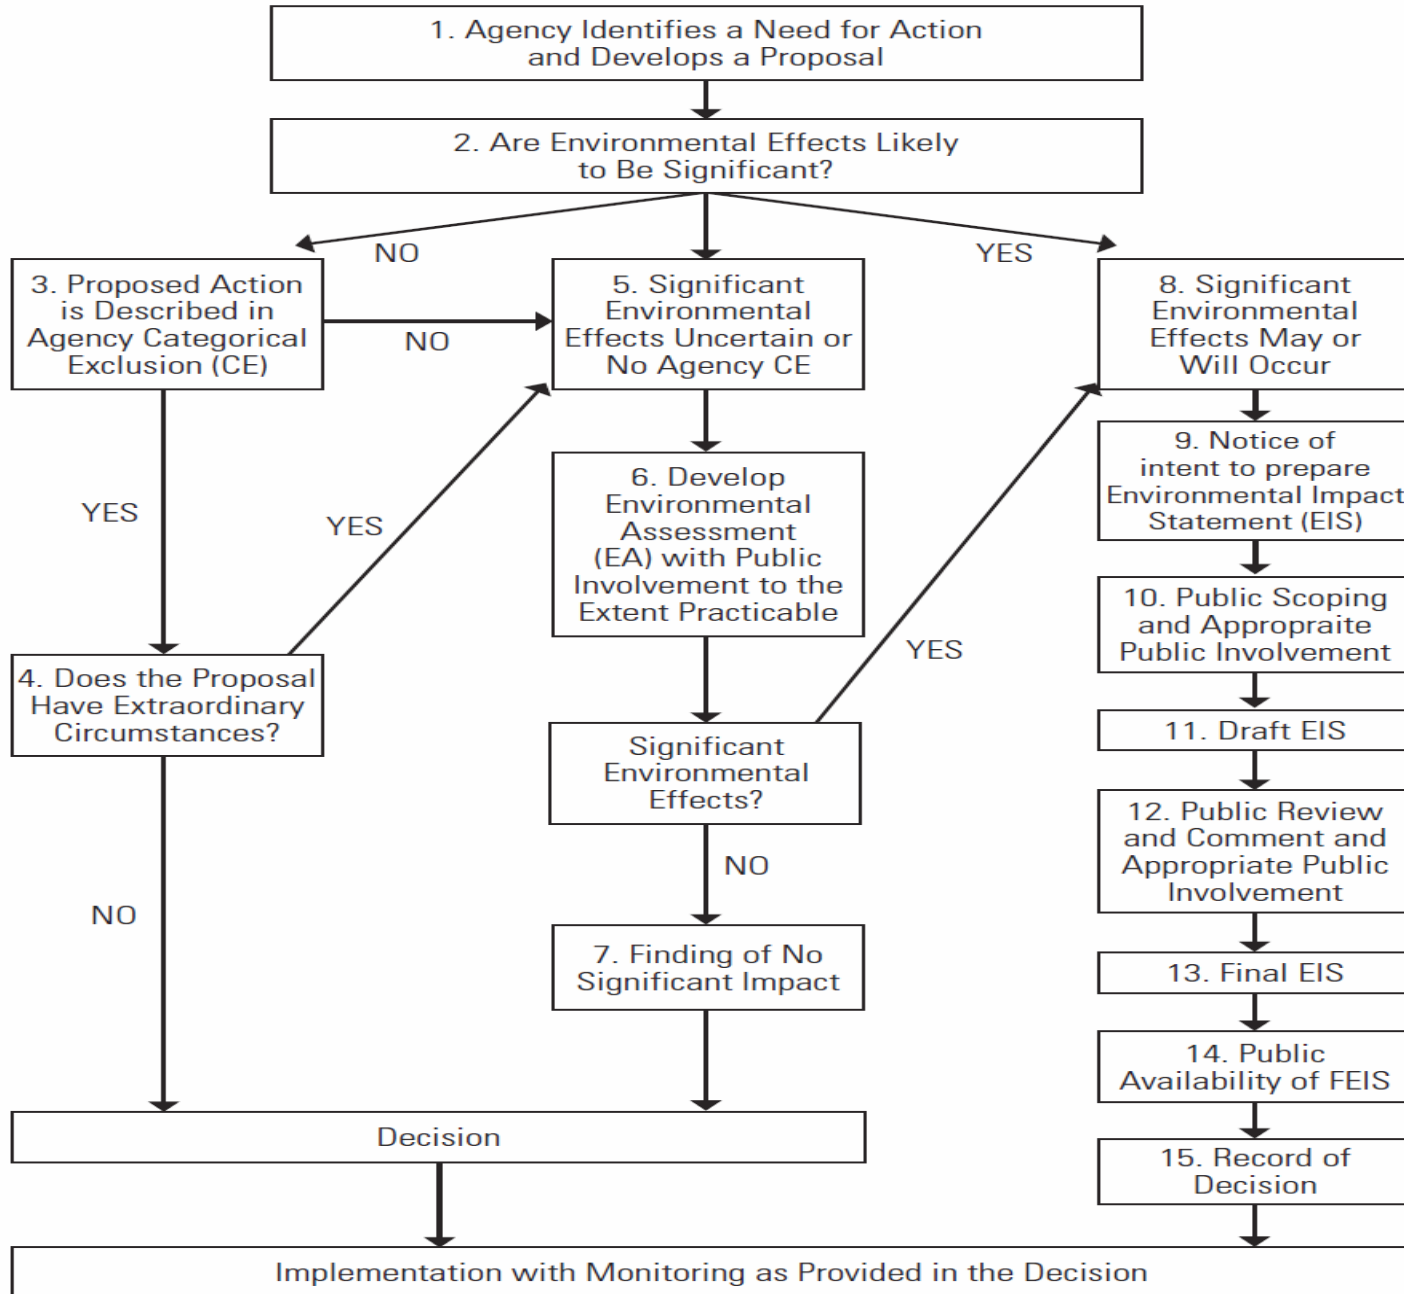 1. Agency Identifies a Need for Action
and Develops a Proposal
2. Are Environmental Effects Likely
to Be Significant?
NO
YES
3. Proposed Action
is Described in
Agency Categorical
Exclusion (CE)
NO
5. Significant
Environmental
Effects Uncertain or
No Agency CE
8. Significant
Environmental
Effects May or
Will Occur
YES
YES
6. Develop
Environmental
Assessment
(EA) with Public
Involvement to the
Extent Practicable
9. Notice of
intent to prepare
Environmental Impact
Statement (EIS)
10. Public Scoping
and Appropraite
Public Involvement
YES
4. Does the Proposal
Have Extraordinary
Circumstances?
Significant
Environmental
Effects?
11. Draft EIS
12. Public Review
and Comment and
Appropriate Public
Involvement
NO
NO
7. Finding of No
Significant Impact
13. Final EIS
14. Public
Availability of FEIS
Decision
15. Record of
Decision
Implementation with Monitoring as Provided in the Decision